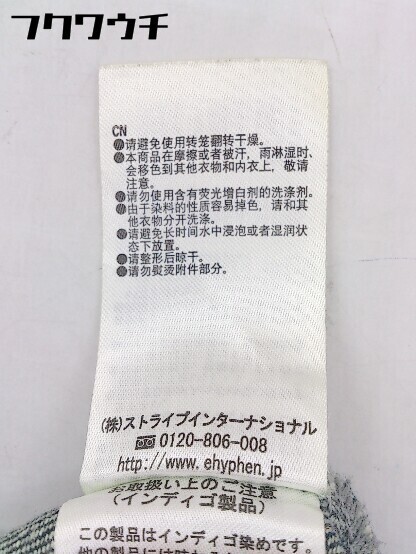 フクワウチ
CN
●请避免使用转笼翻转干燥。
●本商品在摩擦或者被汗，雨淋湿时、
会移色到其他衣物和内衣上，敬请
注意。
●请勿使用含有荧光增白剂的洗涤剂。
●由于染料的性质容易掉色，请和其
他衣物分开洗涤。
●请避免长时间水中浸泡或者湿润状
态下放置。
●请整形后晾干。
●请勿熨烫附件部分。
(株)ストライプインターナショナル
0120-806-008
http://www.ehyphen.jp
お取扱い上のご注意
(インディゴ製品)
この製品はインディゴ染めです。